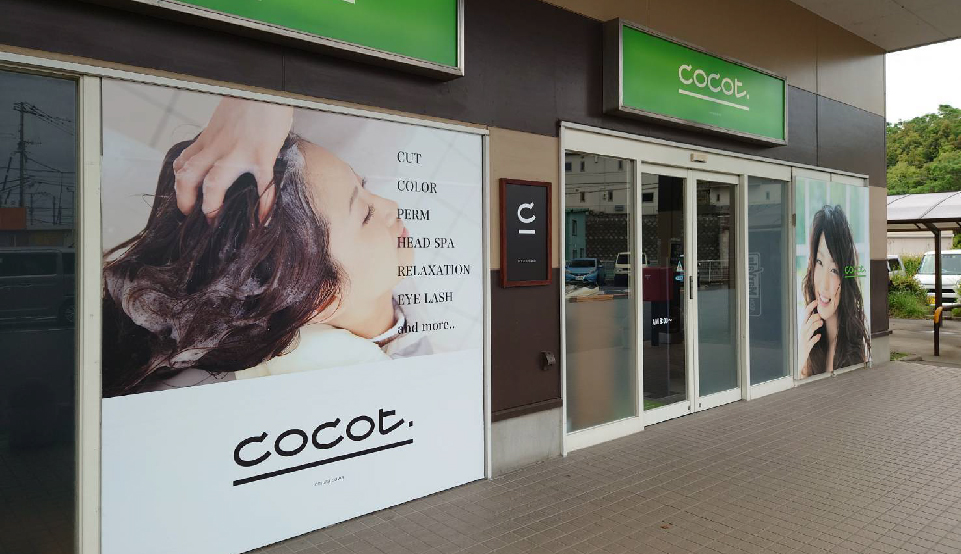 cocot.
CUT
COLOR
PERM
HEAD SPA
RELAXATION
EYE LASH
and more..
cocot.
c
cocot.